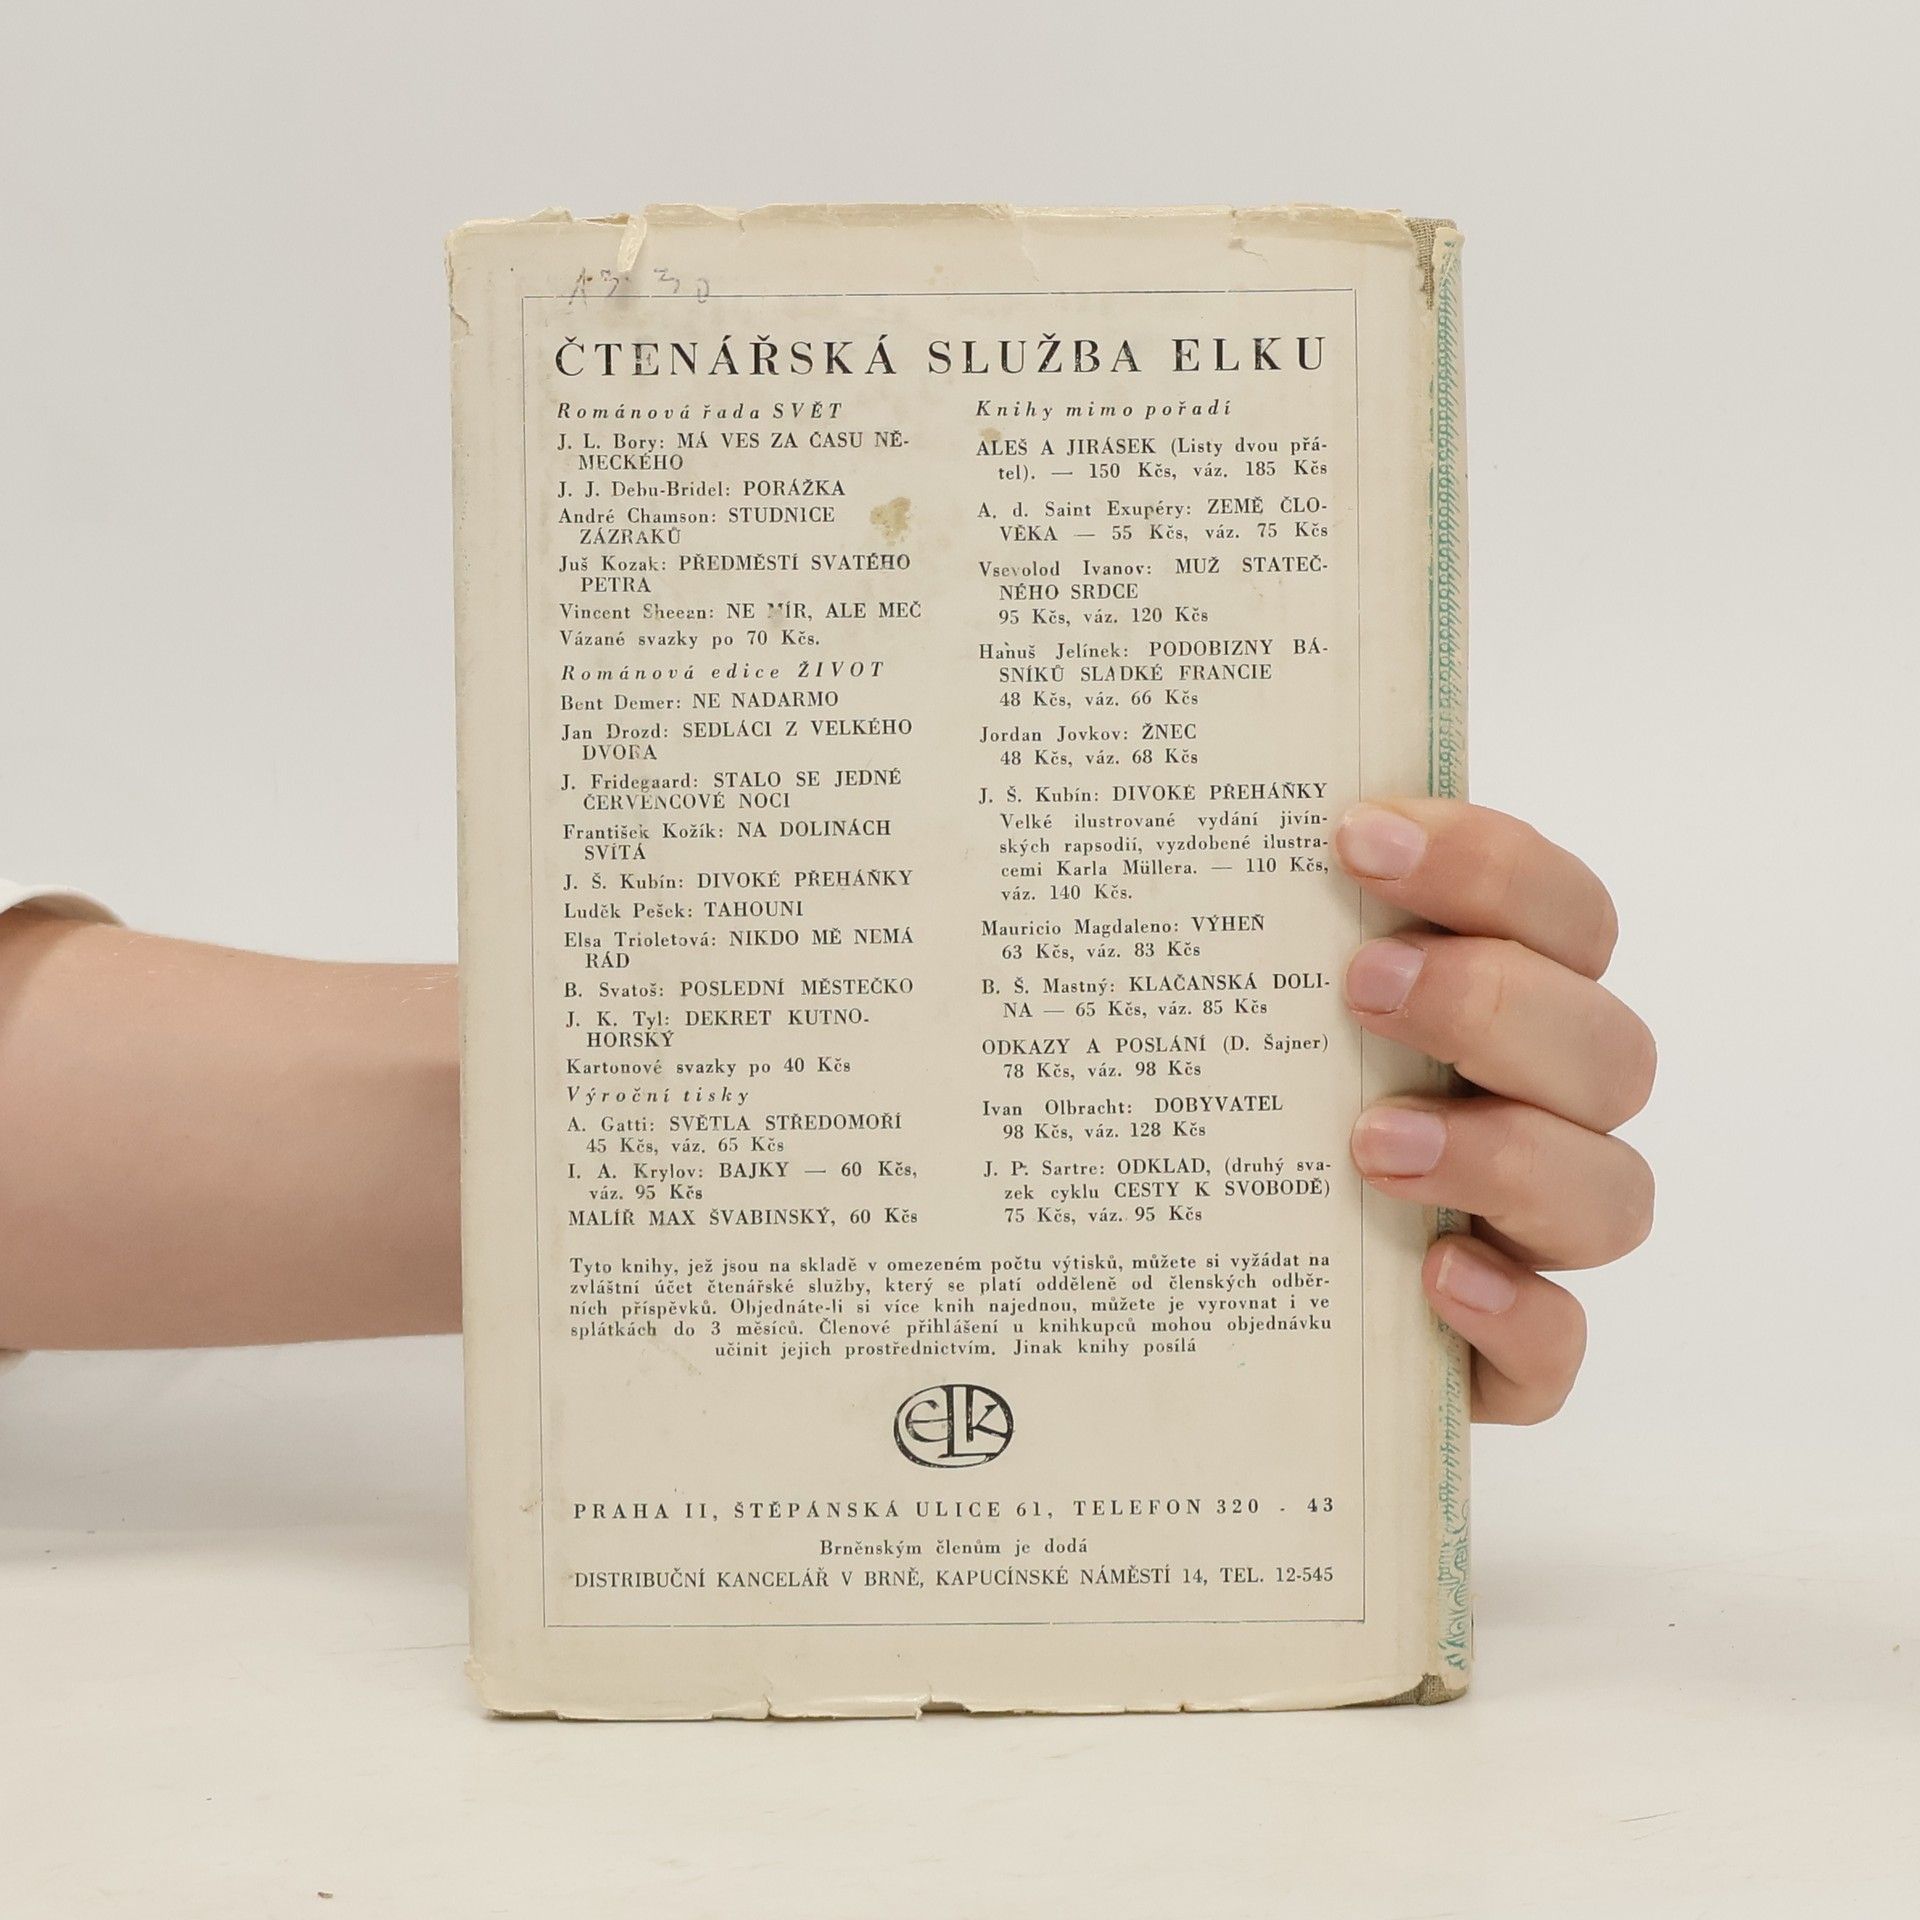 ČTENÁŘSKÁ SLUŽBA ELKU
Románová řada SVĚT
J. L. Bory: MÁ VES ZA ČASU NĚ-
MECKÉHO
J. J. Debu-Bridel: PORÁŽKA
André Chamson: STUDNICE
ZÁZRAKŮ
Juš Kozak: PŘEDMĚSTÍ SVATÉHO
PETRA
Vincent Sheean: NE MÍR, ALE MEČ
Vázané svazky po 70 Kčs.
Románová edice ŽIVOT
Bent Demer: NE NADARMO
Jan Drozd: SEDLÁCI Z VELKÉHO
DVORA
J. Fridegaard: STALO SE JEDNÉ
ČERVENCOVÉ NOCI
František Kožík: NA DOLINÁCH
SVÍTÁ
J. Š. Kubín: DIVOKÉ PŘEHÁŇKY
Luděk Pešek: TAHOUNI
Elsa Trioletová: NIKDO MĚ NEMÁ
RÁD
B. Svatoš: POSLEDNÍ MĚSTEČKO
J. K. Tyl: DEKRET KUTNO-
HORSKÝ
Kartonové svazky po 40 Kčs
Výroční tisky
A. Gatti: SVĚTLA STŘEDOMOŘÍ
45 Kčs, váz. 65 Kčs
I. A. Krylov: BAJKY — 60 Kčs,
váz. 95 Kčs
MALÍŘ MAX ŠVABINSKÝ, 60 Kčs
Knihy mimo pořadí
ALEŠ A JIRÁSEK (Listy dvou přá-
tel). — 150 Kčs, váz. 185 Kčs
A. d. Saint Exupéry: ZEMĚ ČLO-
VĚKA — 55 Kčs, váz. 75 Kčs
Vsevolod Ivanov: MUŽ STATEČ-
NÉHO SRDCE
95 Kčs, váz. 120 Kčs
Hanuš Jelínek: PODOBIZNY BÁ-
SNÍKŮ SLADKÉ FRANCIE
48 Kčs, váz. 66 Kčs
Jordan Jovkov: ŽNEC
48 Kčs, váz. 68 Kčs
J. Š. Kubín: DIVOKÉ PŘEHÁŇKY
Velké ilustrované vydání jivín-
ských rapsodií, vyzdobené ilustra-
cemi Karla Müllera. — 110 Kčs,
váz. 140 Kčs.
Mauricio Magdaleno: VÝHEŇ
63 Kčs, váz. 83 Kčs
B. Š. Mastný: KLAČANSKÁ DOLI-
NA — 65 Kčs, váz. 85 Kčs
ODKAZY A POSLÁNÍ (D. Šajner)
78 Kčs, váz. 98 Kčs
Ivan Olbracht: DOBYVATEL
98 Kčs, váz. 128 Kčs
J. P. Sartre: ODKLAD, (druhý sva-
zek cyklu CESTY K SVOBODĚ)
75 Kčs, váz. 95 Kčs
Tyto knihy, jež jsou na skladě v omezeném počtu výtisků, můžete si vyžádat na
zvláštní účet čtenářské služby, který se platí odděleně od členských odběr-
ních příspěvků. Objednáte-li si více knih najednou, můžete je vyrovnat i ve
splátkách do 3 měsíců. Členové přihlášení u knihkupců mohou objednávku
učinit jejich prostřednictvím. Jinak knihy posílá
ELK
PRAHA II, ŠTĚPÁNSKÁ ULICE 61, TELEFON 320 - 43
Brněnským členům je dodá
DISTRIBUČNÍ KANCELÁŘ V BRNĚ, KAPUCÍNSKÉ NÁMĚSTÍ 14, TEL. 12-545